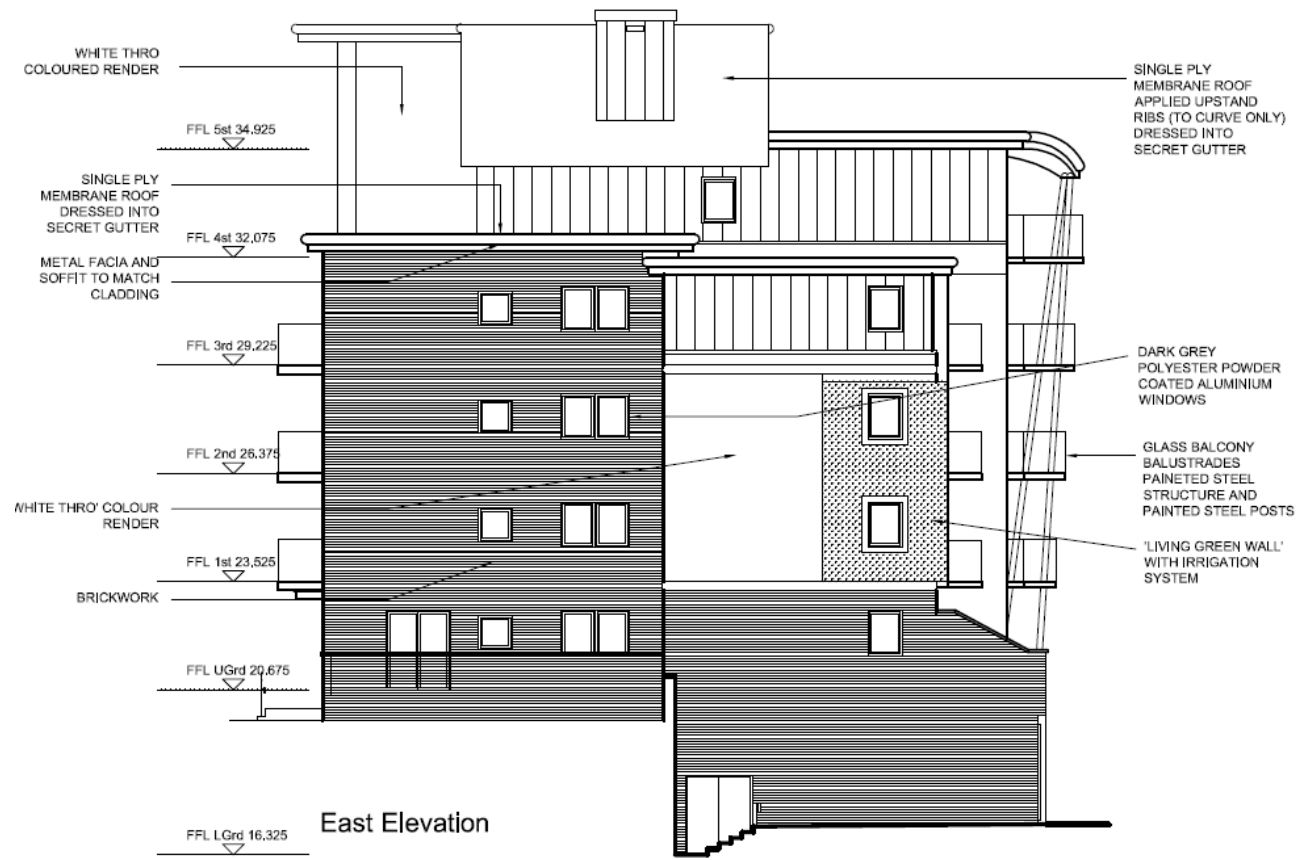 WHITE THRO
COLOURED RENDER
FFL 5st 34,925
SINGLE PLY
MEMBRANE ROOF
DRESSED INTO
SECRET GUTTER
FFL 4st 32,075
METAL FACIA AND
SOFFIT TO MATCH
CLADDING
FFL 3rd 29,225
FFL 2nd 26,375
WHITE THRO' COLOUR
RENDER
FFL 1st 23,525
BRICKWORK
FFL UGrd 20,675
FFL LGrd 16,325
East Elevation
SINGLE PLY
MEMBRANE ROOF
APPLIED UPSTAND
RIBS (TO CURVE ONLY)
DRESSED INTO
SECRET GUTTER
DARK GREY
POLYESTER POWDER
COATED ALUMINIUM
WINDOWS
GLASS BALCONY
BALUSTRADES
PAINETED STEEL
STRUCTURE AND
PAINTED STEEL POSTS
'LIVING GREEN WALL'
WITH IRRIGATION
SYSTEM